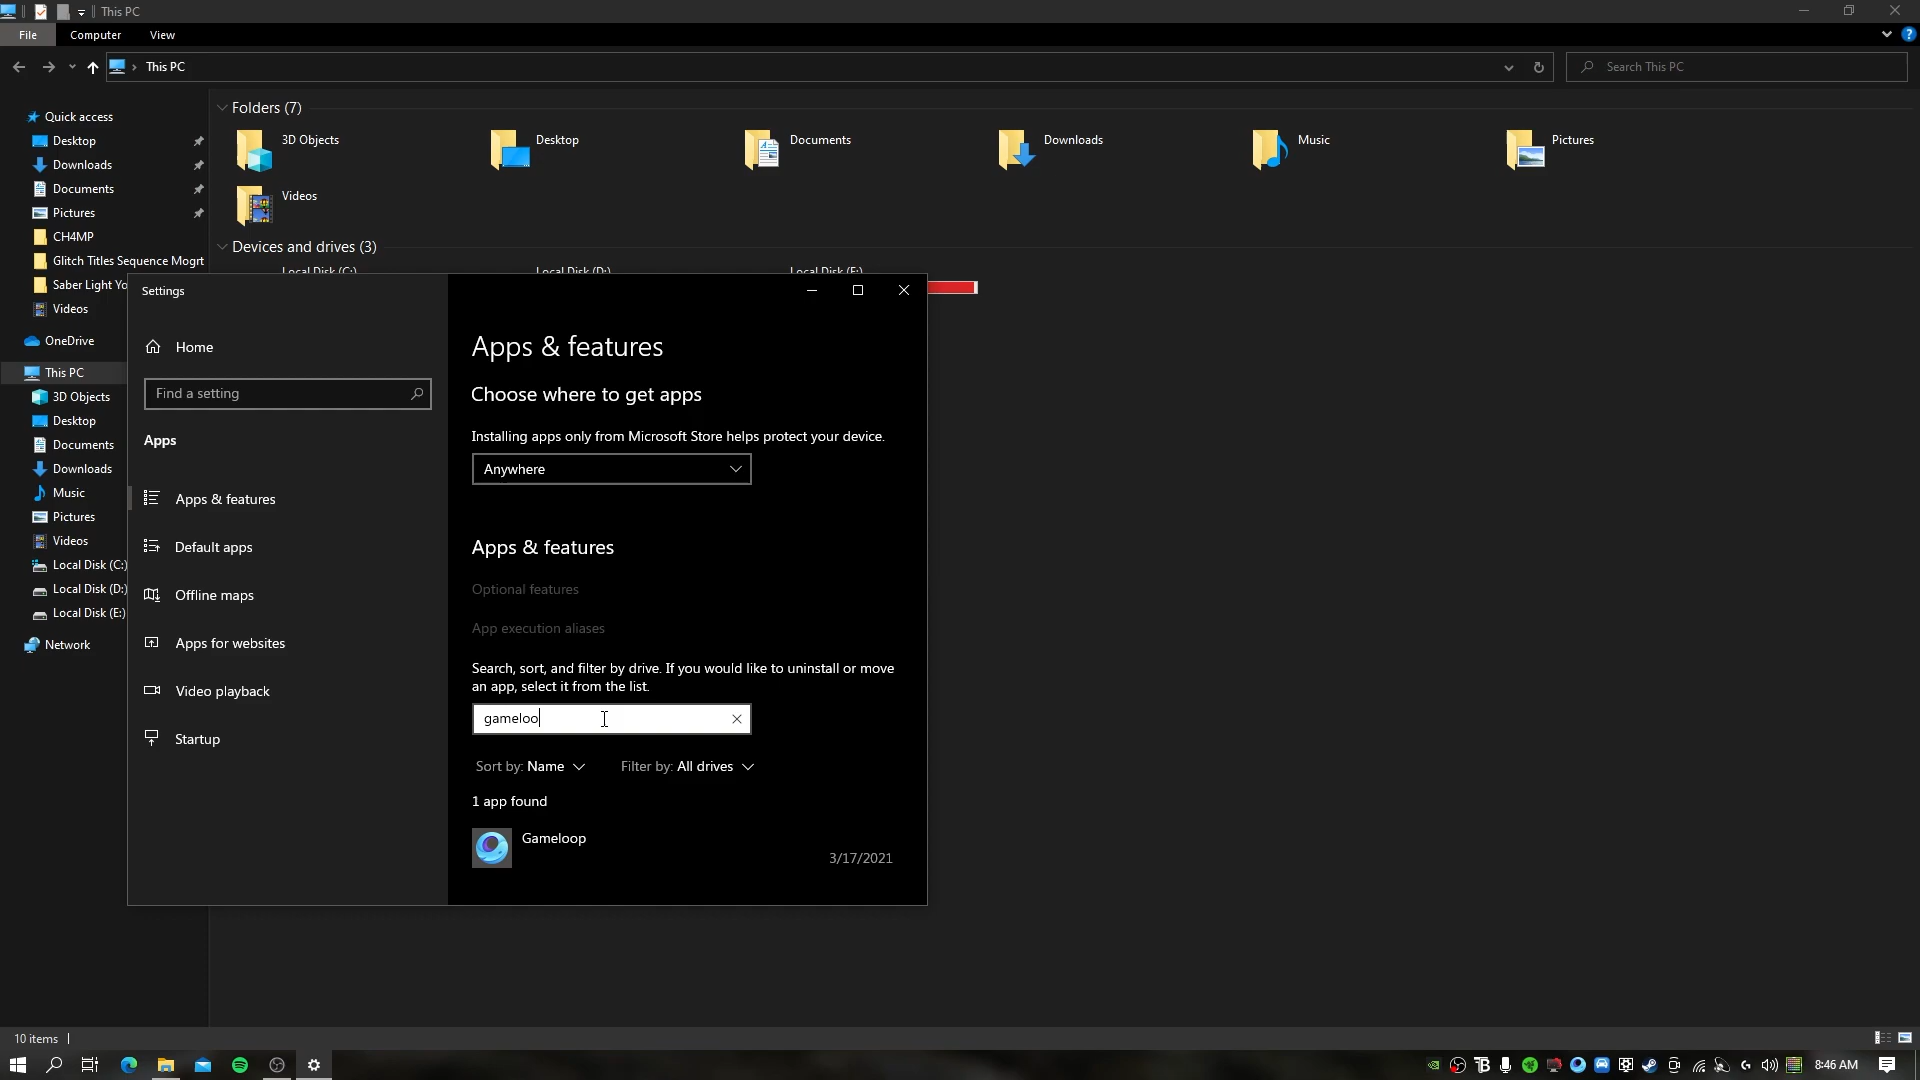 This PC
File
Computer
View
This PC
Search This PC
Quick access
Desktop
Downloads
Documents
Pictures
CH4MP
Glitch Titles Sequence Mogrt
Saber Light Yo
Videos
OneDrive
This PC
3D Objects
Desktop
Documents
Downloads
Music
Pictures
Videos
Local Disk (C:)
Local Disk (D:)
Local Disk (E:)
Network
Folders (7)
3D Objects
Desktop
Documents
Downloads
Music
Pictures
Videos
Devices and drives (3)
Local Disk (C:)
Local Disk (D:)
Local Disk (E:)
Settings
Home
Find a setting
Apps
Apps & features
Default apps
Offline maps
Apps for websites
Video playback
Startup
Apps & features
Choose where to get apps
Installing apps only from Microsoft Store helps protect your device.
Anywhere
Apps & features
Optional features
App execution aliases
Search, sort, and filter by drive. If you would like to uninstall or move
an app, select it from the list.
gameloo
Sort by: Name
Filter by: All drives
1 app found
Gameloop
3/17/2021
10 items
8:46 AM